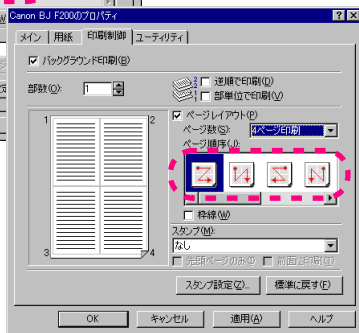 Canon BJ F200のプロパティ
メイン 用紙 印刷制御 ユーティリティ
バックグラウンド印刷(B)
部数(O): 1
逆順で印刷(D)
部単位で印刷(V)
ページレイアウト(P)
ページ数(S): 4ページ印刷
ページ順序(J):
1 2
3 4
枠線(W)
スタンプ(M):
なし
先頭ページのみ(I) 前面に印刷(T)
スタンプ設定(Z)... 標準に戻す(F)
OK キャンセル 適用(A) ヘルプ